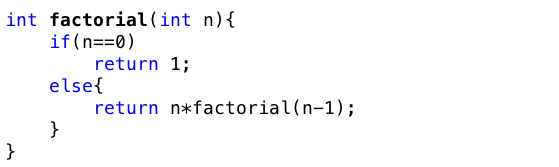 int factorial(int n){
    if(n==0)
        return 1;
    else{
        return n*factorial(n-1);
    }
}